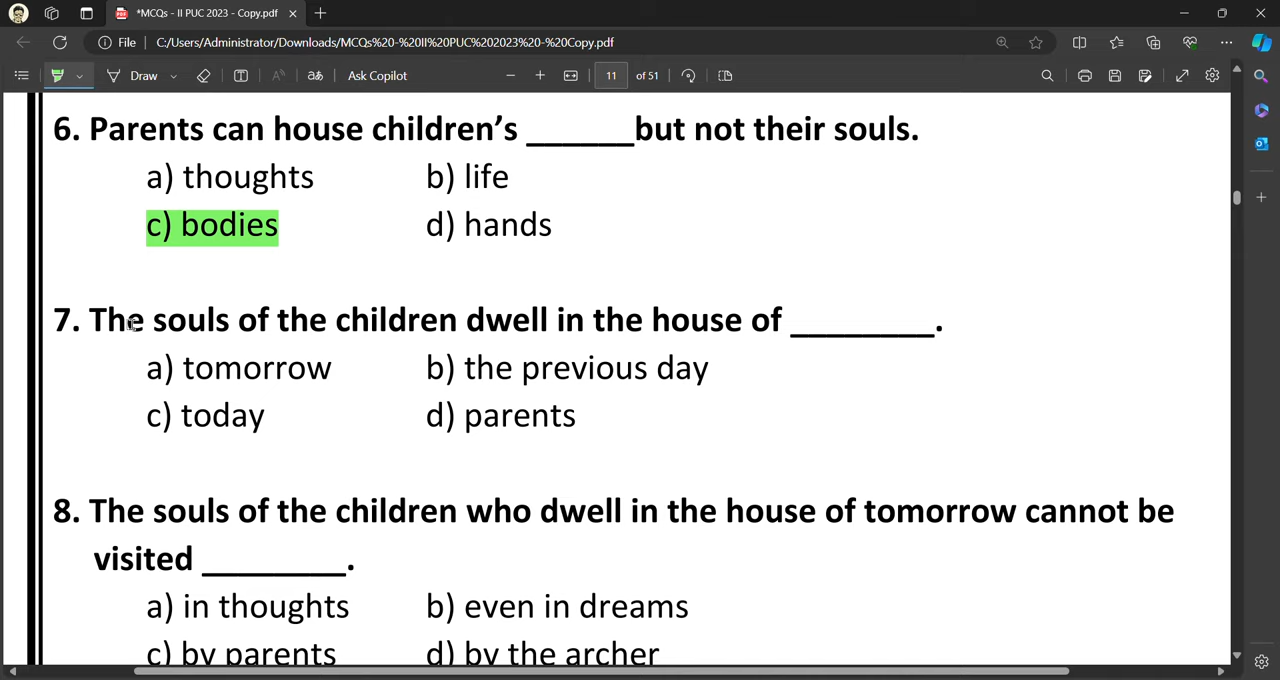 *MCQs - II PUC 2023 - Copy.pdf
File C:/Users/Administrator/Downloads/MCQs%20-%20II%20PUC%202023%20-%20Copy.pdf
Draw Ask Copilot 11 of 51
6. Parents can house children’s ______but not their souls.
a) thoughts b) life
c) bodies d) hands
7. The souls of the children dwell in the house of ________.
a) tomorrow b) the previous day
c) today d) parents
8. The souls of the children who dwell in the house of tomorrow cannot be
visited ________.
a) in thoughts b) even in dreams
c) by parents d) by the archer